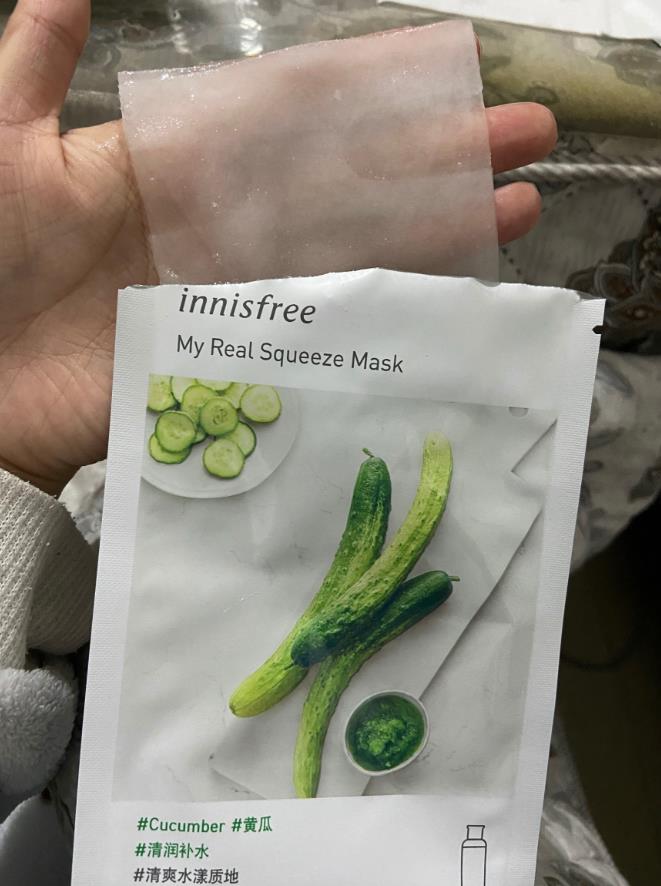 innisfree
My Real Squeeze Mask
#Cucumber #黄瓜
#清润补水
#清爽水漾质地